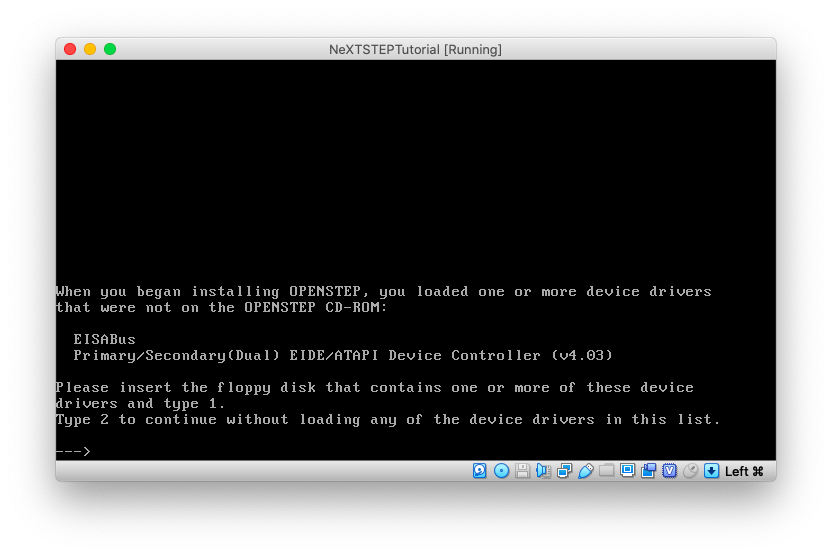 NeXTSTEPTutorial [Running]
When you began installing OPENSTEP, you loaded one or more device drivers
that were not on the OPENSTEP CD-ROM:
EISABus
Primary/Secondary(Dual) EIDE/ATAPI Device Controller (v4.03)
Please insert the floppy disk that contains one or more of these device
drivers and type 1.
Type 2 to continue without loading any of the device drivers in this list.
--->
Left ⌘